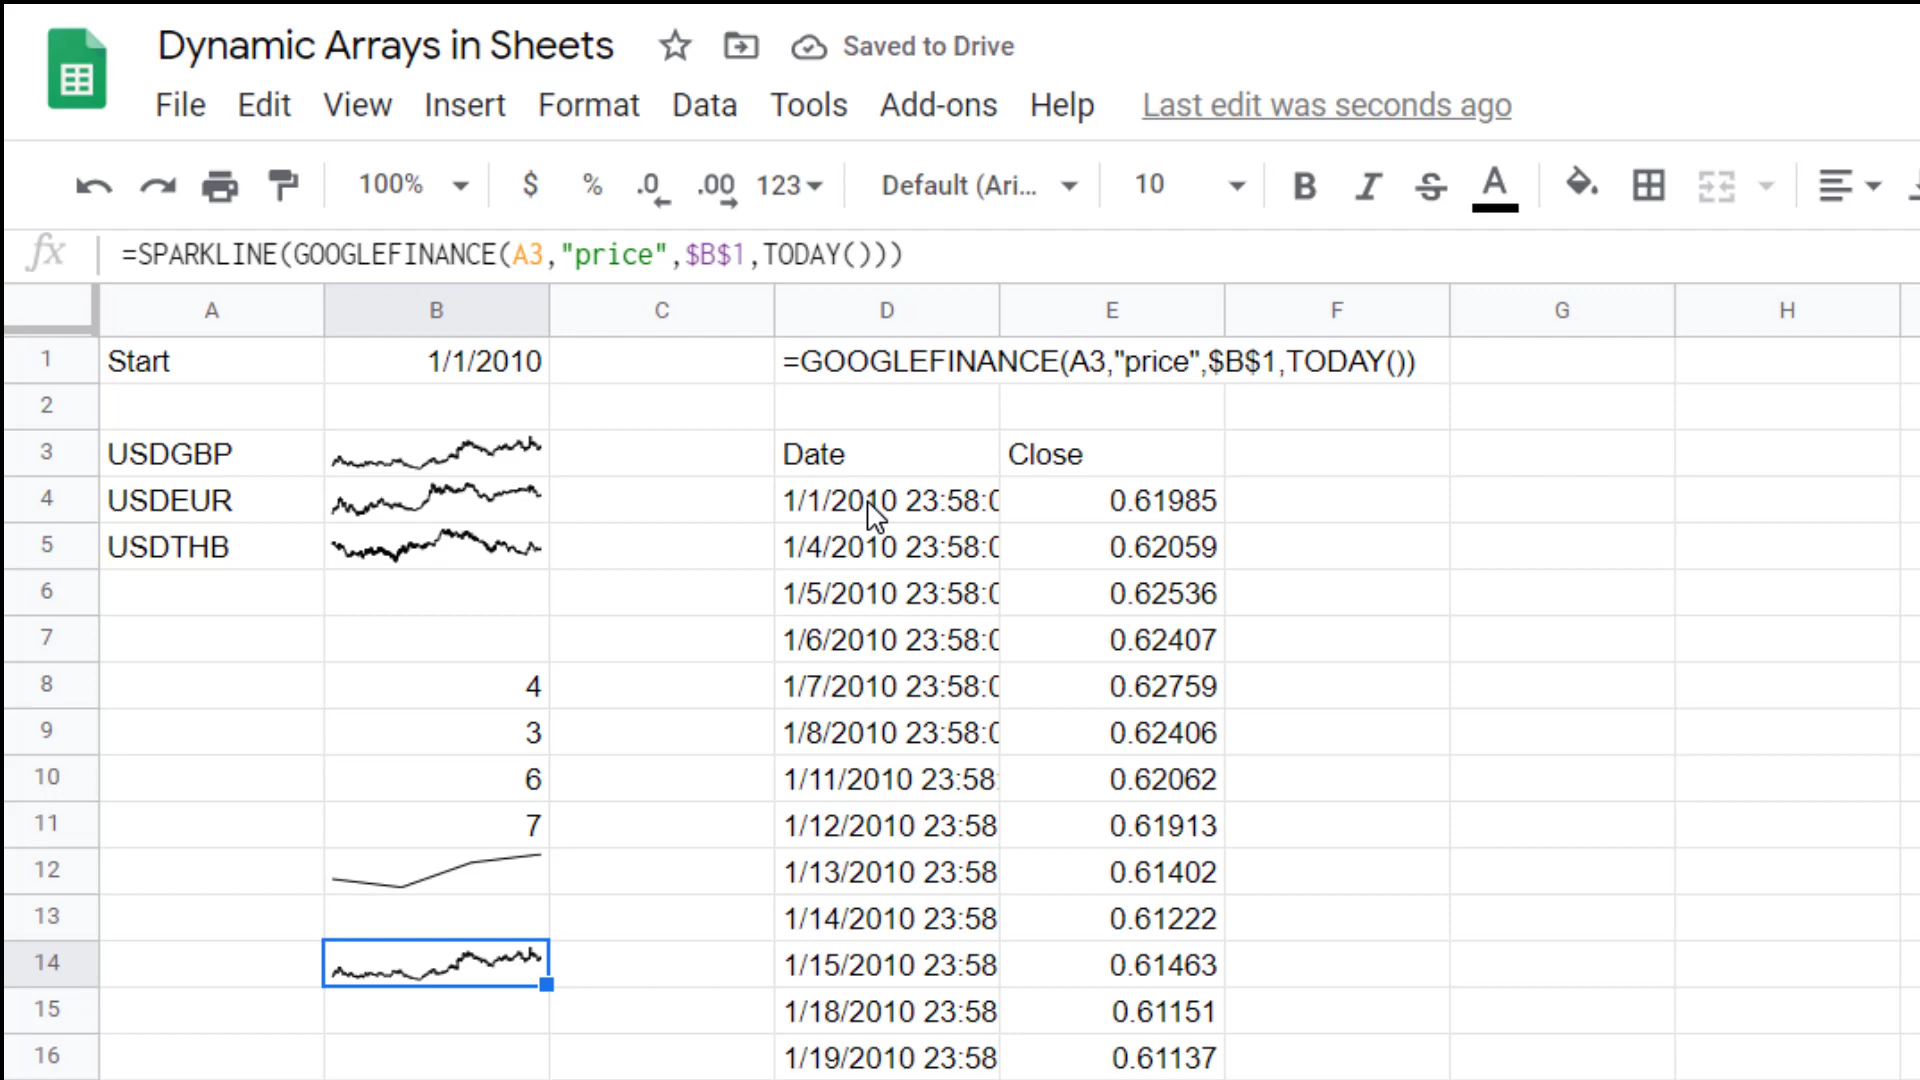 Dynamic Arrays in Sheets Saved to Drive
File Edit View Insert Format Data Tools Add-ons Help Last edit was seconds ago
100% $ % .0 .00 123 Default (Ari... 10 B I S A
fx =SPARKLINE(GOOGLEFINANCE(A3,"price",$B$1,TODAY()))
A B C D E F G H
1 Start 1/1/2010 =GOOGLEFINANCE(A3,"price",$B$1,TODAY())
2
3 USDGBP Date Close
4 USDEUR 1/1/2010 23:58:0 0.61985
5 USDTHB 1/4/2010 23:58:0 0.62059
6 1/5/2010 23:58:0 0.62536
7 1/6/2010 23:58:0 0.62407
8 4 1/7/2010 23:58:0 0.62759
9 3 1/8/2010 23:58:0 0.62406
10 6 1/11/2010 23:58: 0.62062
11 7 1/12/2010 23:58 0.61913
12 1/13/2010 23:58 0.61402
13 1/14/2010 23:58 0.61222
14 1/15/2010 23:58 0.61463
15 1/18/2010 23:58 0.61151
16 1/19/2010 23:58 0.61137